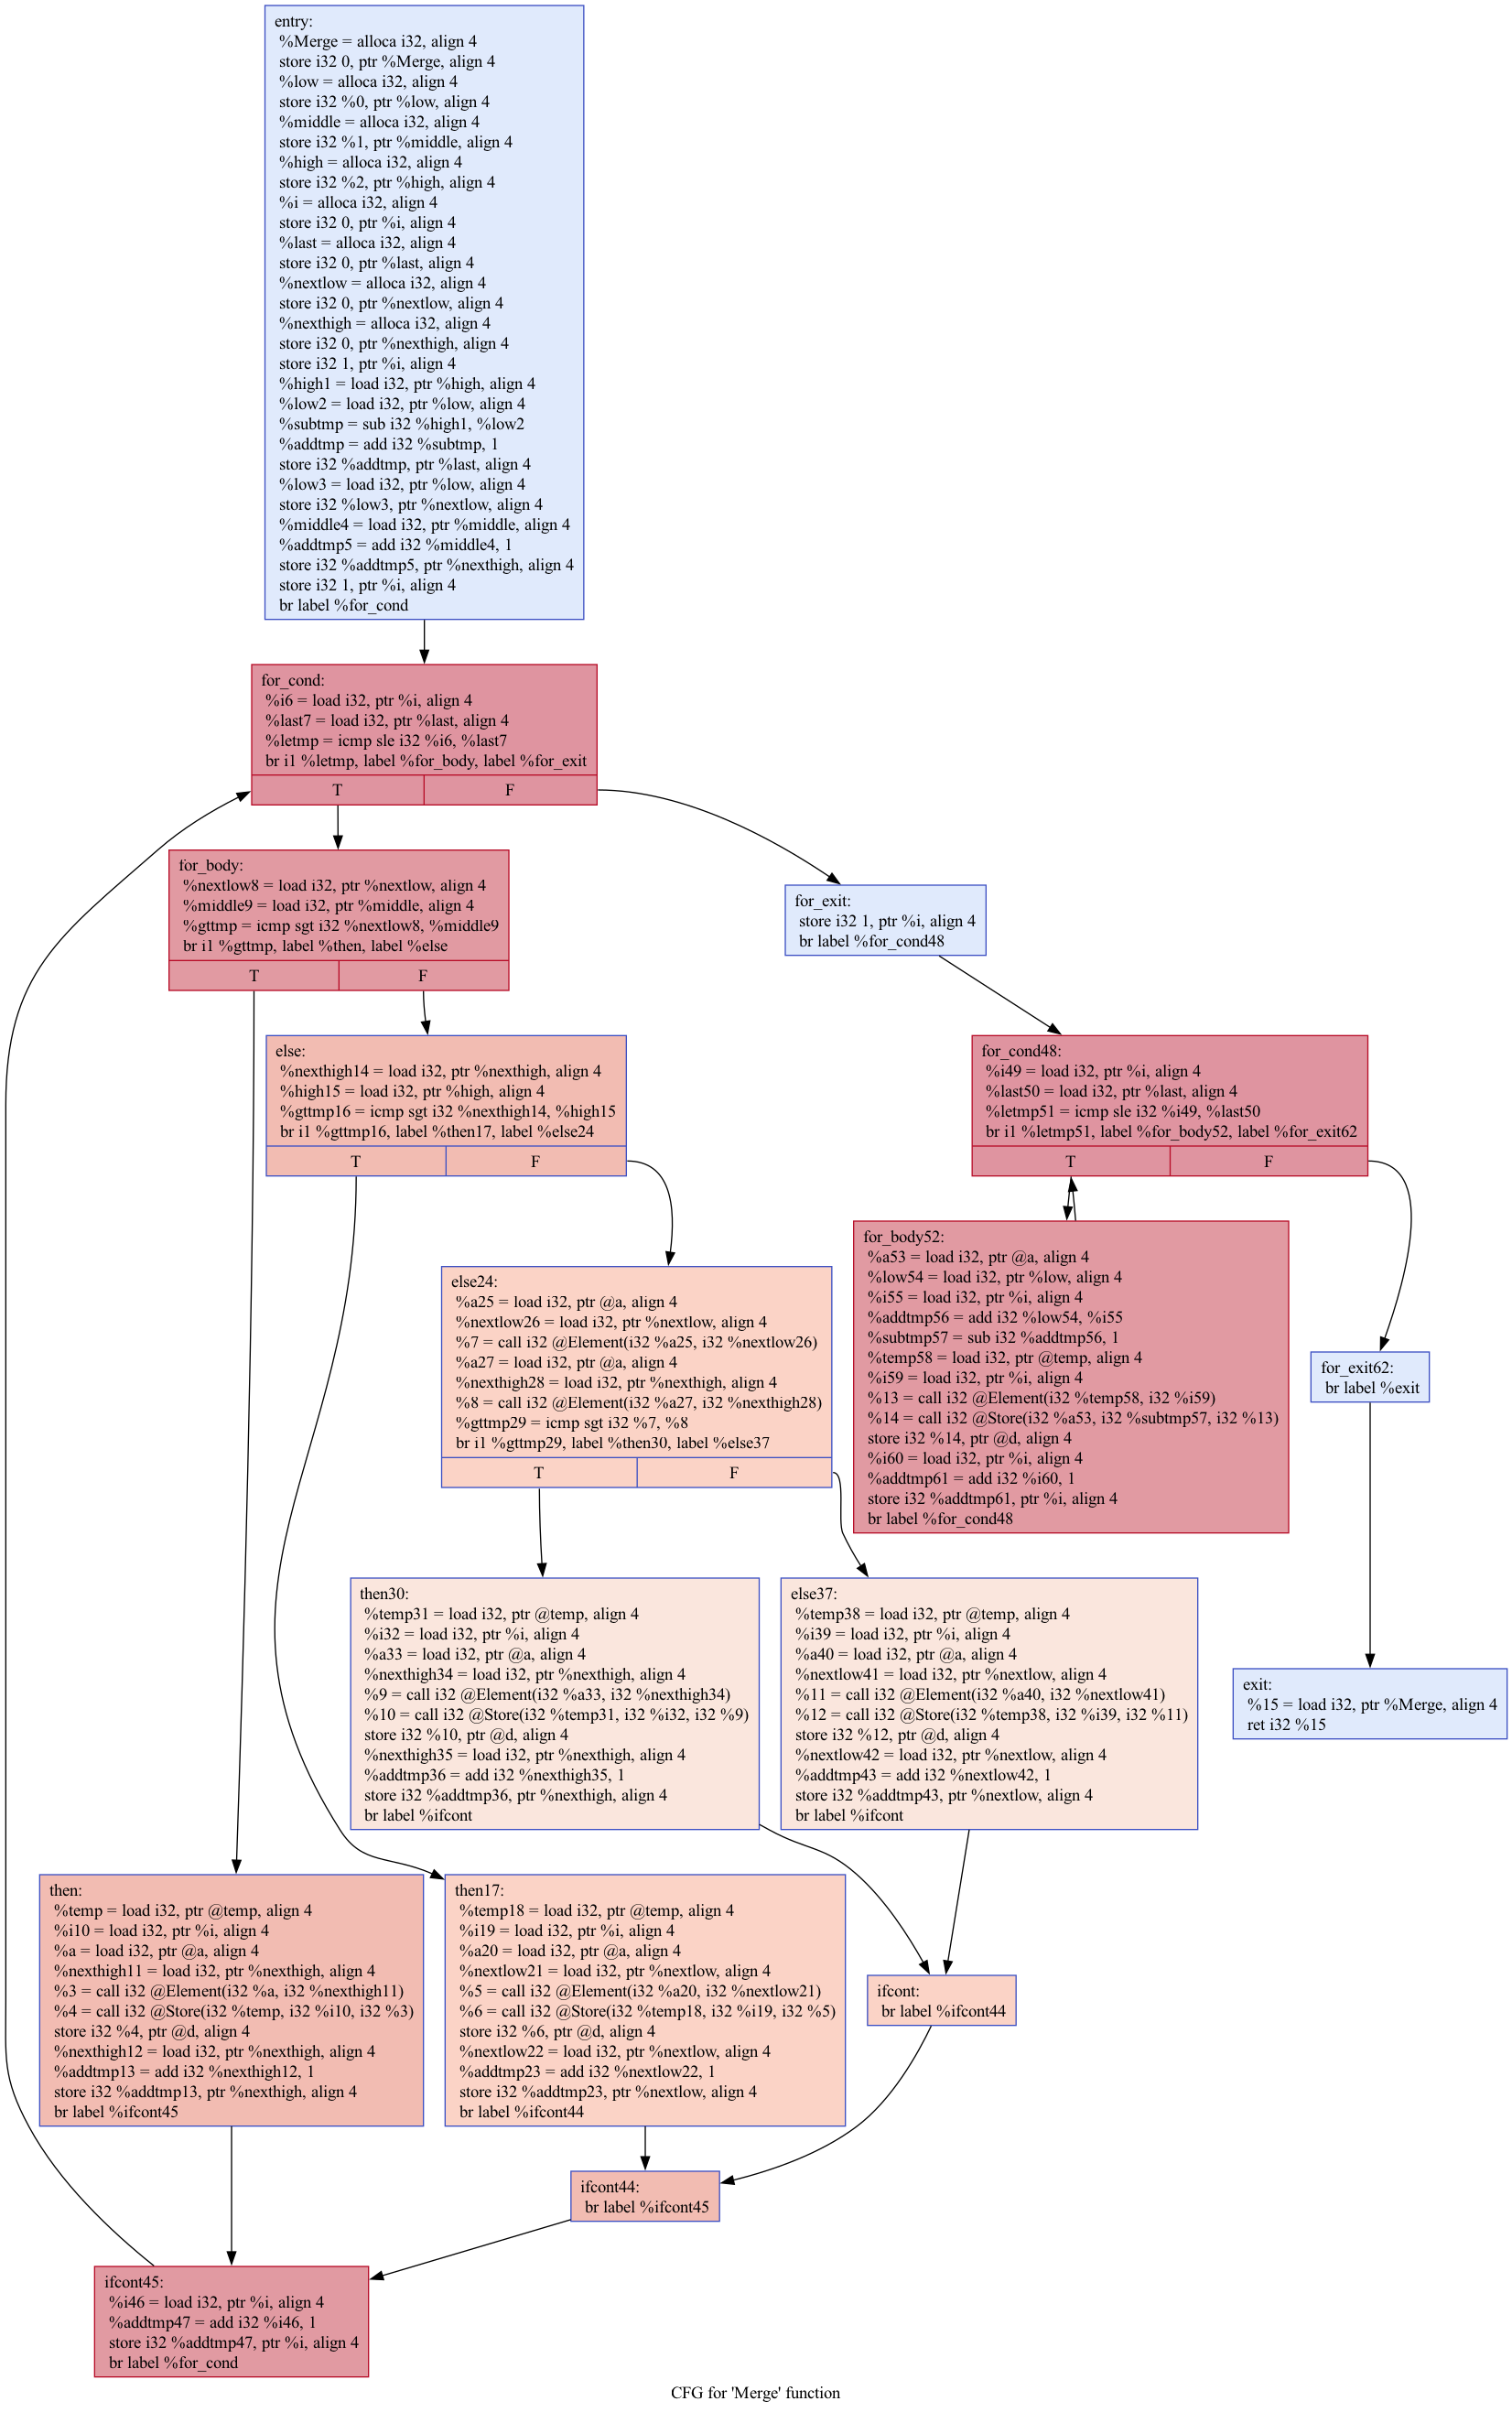 entry:
%Merge = alloca i32, align 4
store i32 0, ptr %Merge, align 4
%low = alloca i32, align 4
store i32 %0, ptr %low, align 4
%middle = alloca i32, align 4
store i32 %1, ptr %middle, align 4
%high = alloca i32, align 4
store i32 %2, ptr %high, align 4
%i = alloca i32, align 4
store i32 0, ptr %i, align 4
%last = alloca i32, align 4
store i32 0, ptr %last, align 4
%nextlow = alloca i32, align 4
store i32 0, ptr %nextlow, align 4
%nexthigh = alloca i32, align 4
store i32 0, ptr %nexthigh, align 4
store i32 1, ptr %i, align 4
%high1 = load i32, ptr %high, align 4
%low2 = load i32, ptr %low, align 4
%subtmp = sub i32 %high1, %low2
%addtmp = add i32 %subtmp, 1
store i32 %addtmp, ptr %last, align 4
%low3 = load i32, ptr %low, align 4
store i32 %low3, ptr %nextlow, align 4
%middle4 = load i32, ptr %middle, align 4
%addtmp5 = add i32 %middle4, 1
store i32 %addtmp5, ptr %nexthigh, align 4
store i32 1, ptr %i, align 4
br label %for_cond
for_cond:
%i6 = load i32, ptr %i, align 4
%last7 = load i32, ptr %last, align 4
%letmp = icmp sle i32 %i6, %last7
br i1 %letmp, label %for_body, label %for_exit
T
F
for_body:
%nextlow8 = load i32, ptr %nextlow, align 4
%middle9 = load i32, ptr %middle, align 4
%gttmp = icmp sgt i32 %nextlow8, %middle9
br i1 %gttmp, label %then, label %else
T
F
for_exit:
store i32 1, ptr %i, align 4
br label %for_cond48
else:
%nexthigh14 = load i32, ptr %nexthigh, align 4
%high15 = load i32, ptr %high, align 4
%gttmp16 = icmp sgt i32 %nexthigh14, %high15
br i1 %gttmp16, label %then17, label %else24
T
F
for_cond48:
%i49 = load i32, ptr %i, align 4
%last50 = load i32, ptr %last, align 4
%letmp51 = icmp sle i32 %i49, %last50
br i1 %letmp51, label %for_body52, label %for_exit62
T
F
else24:
%a25 = load i32, ptr @a, align 4
%nextlow26 = load i32, ptr %nextlow, align 4
%7 = call i32 @Element(i32 %a25, i32 %nextlow26)
%a27 = load i32, ptr @a, align 4
%nexthigh28 = load i32, ptr %nexthigh, align 4
%8 = call i32 @Element(i32 %a27, i32 %nexthigh28)
%gttmp29 = icmp sgt i32 %7, %8
br i1 %gttmp29, label %then30, label %else37
T
F
for_body52:
%a53 = load i32, ptr @a, align 4
%low54 = load i32, ptr %low, align 4
%i55 = load i32, ptr %i, align 4
%addtmp56 = add i32 %low54, %i55
%subtmp57 = sub i32 %addtmp56, 1
%temp58 = load i32, ptr @temp, align 4
%i59 = load i32, ptr %i, align 4
%13 = call i32 @Element(i32 %temp58, i32 %i59)
%14 = call i32 @Store(i32 %a53, i32 %subtmp57, i32 %13)
store i32 %14, ptr @d, align 4
%i60 = load i32, ptr %i, align 4
%addtmp61 = add i32 %i60, 1
store i32 %addtmp61, ptr %i, align 4
br label %for_cond48
for_exit62:
br label %exit
then30:
%temp31 = load i32, ptr @temp, align 4
%i32 = load i32, ptr %i, align 4
%a33 = load i32, ptr @a, align 4
%nexthigh34 = load i32, ptr %nexthigh, align 4
%9 = call i32 @Element(i32 %a33, i32 %nexthigh34)
%10 = call i32 @Store(i32 %temp31, i32 %i32, i32 %9)
store i32 %10, ptr @d, align 4
%nexthigh35 = load i32, ptr %nexthigh, align 4
%addtmp36 = add i32 %nexthigh35, 1
store i32 %addtmp36, ptr %nexthigh, align 4
br label %ifcont
else37:
%temp38 = load i32, ptr @temp, align 4
%i39 = load i32, ptr %i, align 4
%a40 = load i32, ptr @a, align 4
%nextlow41 = load i32, ptr %nextlow, align 4
%11 = call i32 @Element(i32 %a40, i32 %nextlow41)
%12 = call i32 @Store(i32 %temp38, i32 %i39, i32 %11)
store i32 %12, ptr @d, align 4
%nextlow42 = load i32, ptr %nextlow, align 4
%addtmp43 = add i32 %nextlow42, 1
store i32 %addtmp43, ptr %nextlow, align 4
br label %ifcont
exit:
%15 = load i32, ptr %Merge, align 4
ret i32 %15
then:
%temp = load i32, ptr @temp, align 4
%i10 = load i32, ptr %i, align 4
%a = load i32, ptr @a, align 4
%nexthigh11 = load i32, ptr %nexthigh, align 4
%3 = call i32 @Element(i32 %a, i32 %nexthigh11)
%4 = call i32 @Store(i32 %temp, i32 %i10, i32 %3)
store i32 %4, ptr @d, align 4
%nexthigh12 = load i32, ptr %nexthigh, align 4
%addtmp13 = add i32 %nexthigh12, 1
store i32 %addtmp13, ptr %nexthigh, align 4
br label %ifcont45
then17:
%temp18 = load i32, ptr @temp, align 4
%i19 = load i32, ptr %i, align 4
%a20 = load i32, ptr @a, align 4
%nextlow21 = load i32, ptr %nextlow, align 4
%5 = call i32 @Element(i32 %a20, i32 %nextlow21)
%6 = call i32 @Store(i32 %temp18, i32 %i19, i32 %5)
store i32 %6, ptr @d, align 4
%nextlow22 = load i32, ptr %nextlow, align 4
%addtmp23 = add i32 %nextlow22, 1
store i32 %addtmp23, ptr %nextlow, align 4
br label %ifcont44
ifcont:
br label %ifcont44
ifcont44:
br label %ifcont45
ifcont45:
%i46 = load i32, ptr %i, align 4
%addtmp47 = add i32 %i46, 1
store i32 %addtmp47, ptr %i, align 4
br label %for_cond
CFG for 'Merge' function